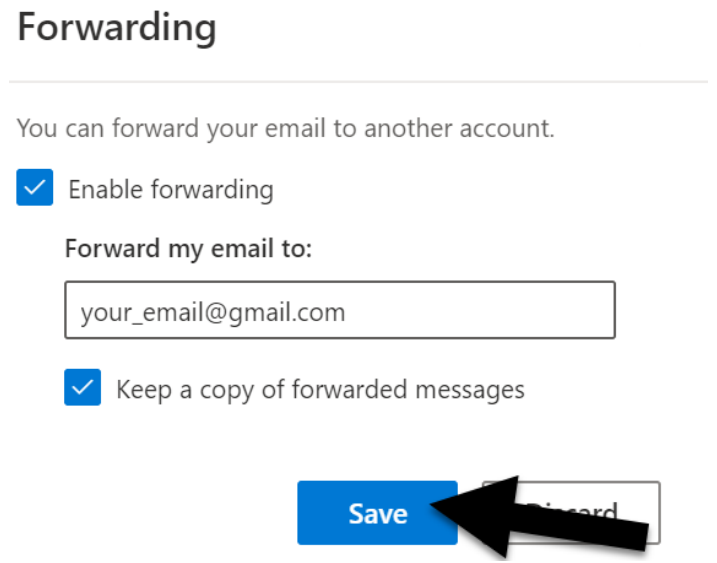 Forwarding
You can forward your email to another account.
Enable forwarding
Forward my email to:
your_email@gmail.com
Keep a copy of forwarded messages
Save Discard